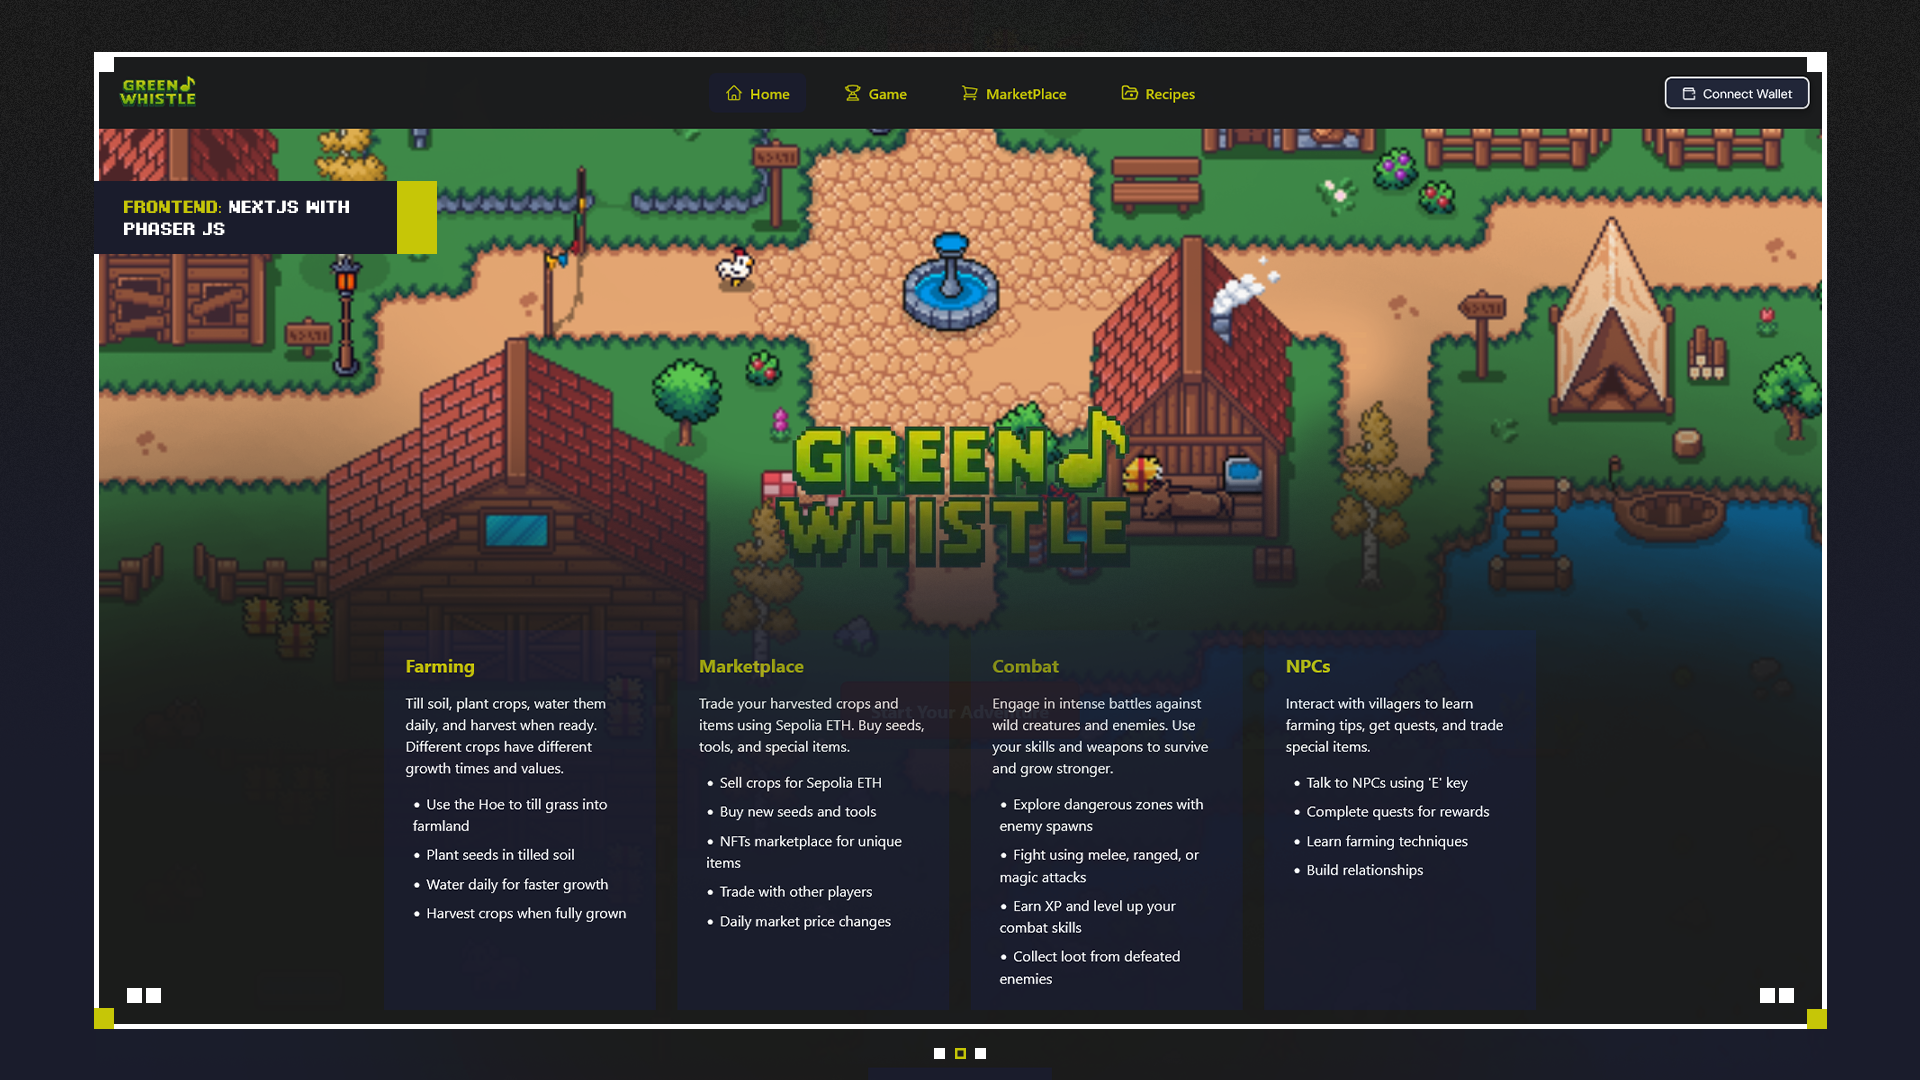 GREEN
WHISTLE
Home
Game
MarketPlace
Recipes
Connect Wallet
FRONTEND: NEXTJS WITH
PHASER JS
GREEN
WHISTLE
Start Your Adventure
Farming
Till soil, plant crops, water them
daily, and harvest when ready.
Different crops have different
growth times and values.
• Use the Hoe to till grass into
farmland
• Plant seeds in tilled soil
• Water daily for faster growth
• Harvest crops when fully grown
Marketplace
Trade your harvested crops and
items using Sepolia ETH. Buy seeds,
tools, and special items.
• Sell crops for Sepolia ETH
• Buy new seeds and tools
• NFTs marketplace for unique
items
• Trade with other players
• Daily market price changes
Combat
Engage in intense battles against
wild creatures and enemies. Use
your skills and weapons to survive
and grow stronger.
• Explore dangerous zones with
enemy spawns
• Fight using melee, ranged, or
magic attacks
• Earn XP and level up your
combat skills
• Collect loot from defeated
enemies
NPCs
Interact with villagers to learn
farming tips, get quests, and trade
special items.
• Talk to NPCs using 'E' key
• Complete quests for rewards
• Learn farming techniques
• Build relationships